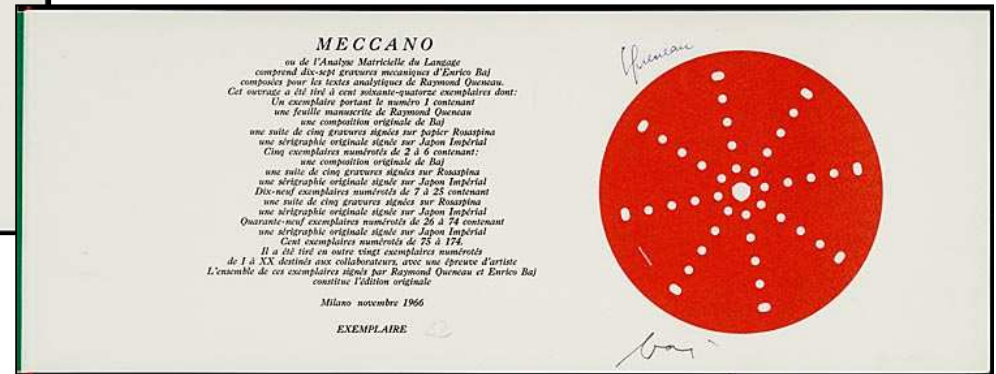 MECCANO
ou de l'Analyse Matricielle du Langage
comprend dix-sept gravures mecaniques d'Enrico Baj
composées pour les textes analytiques de Raymond Queneau.
Cet ouvrage a été tiré à cent soixante-quatorze exemplaires dont:
Un exemplaire portant le numéro 1 contenant
une feuille manuscrite de Raymond Queneau
une composition originale de Baj
une suite de cinq gravures signées sur papier Rosaspina
une sérigraphie originale signée sur Japon Impérial
Cinq exemplaires numérotés de 2 à 6 contenant:
une composition originale de Baj
une suite de cinq gravures signées sur Rosaspina
une sérigraphie originale signée sur Japon Impérial
Dix-neuf exemplaires numérotés de 7 à 25 contenant
une suite de cinq gravures signées sur Rosaspina
une sérigraphie originale signée sur Japon Impérial
Quarante-neuf exemplaires numérotés de 26 à 74 contenant
une sérigraphie originale signée sur Japon Impérial
Cent exemplaires numérotés de 75 à 174.
Il a été tiré en outre vingt exemplaires numérotés
de I à XX destinés aux collaborateurs, avec une épreuve d'artiste
L'ensemble de ces exemplaires signés par Raymond Queneau et Enrico Baj
constitue l'édition originale
Milano novembre 1966
EXEMPLAIRE
Queneau
baj